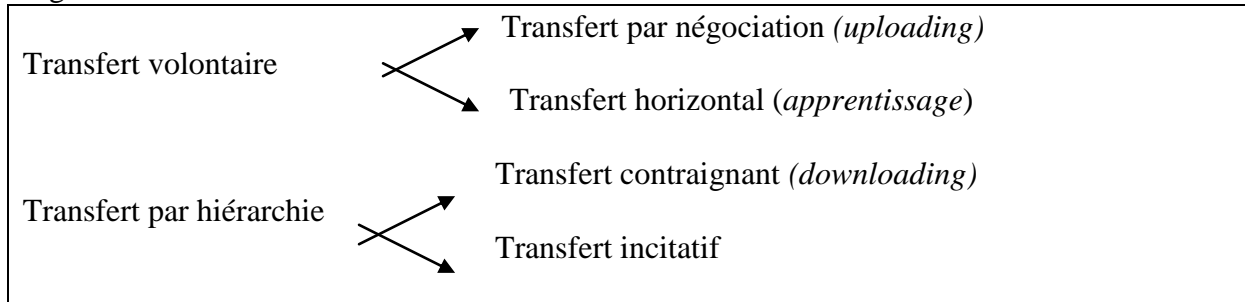 Transfert par négociation (uploading)
Transfert volontaire
Transfert horizontal (apprentissage)
Transfert contraignant (downloading)
Transfert par hiérarchie
Transfert incitatif